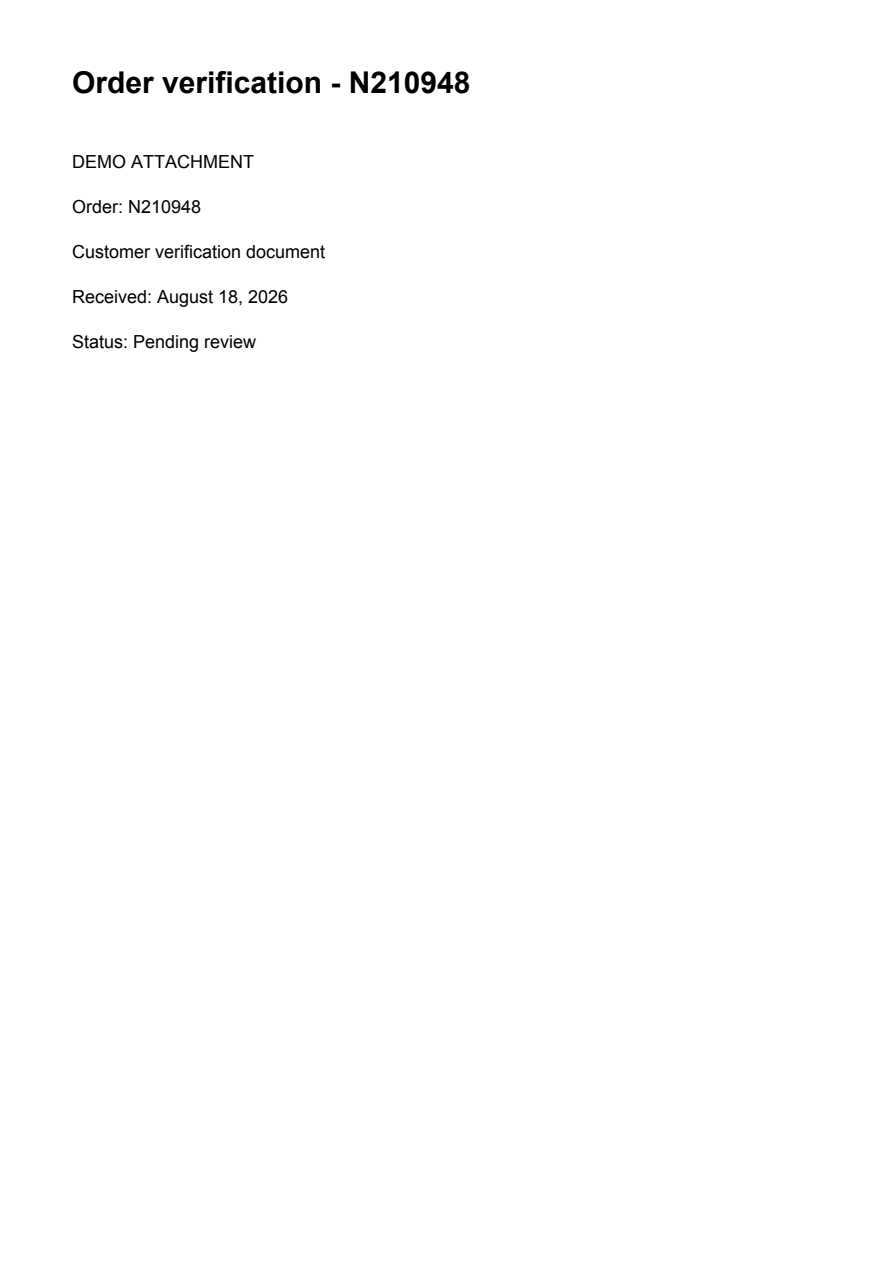 Order verification - N210948
DEMO ATTACHMENT
Order: N210948
Customer verification document
Received: August 18, 2026
Status: Pending review